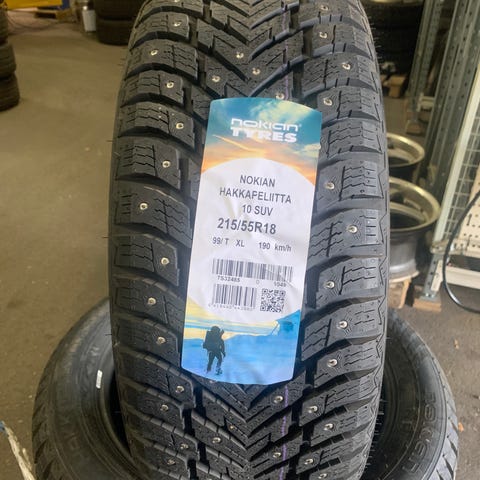 nokian
TYRES
NOKIAN
HAKKAPELIITTA
10 SUV
215/55R18
99/T XL 190 km/h